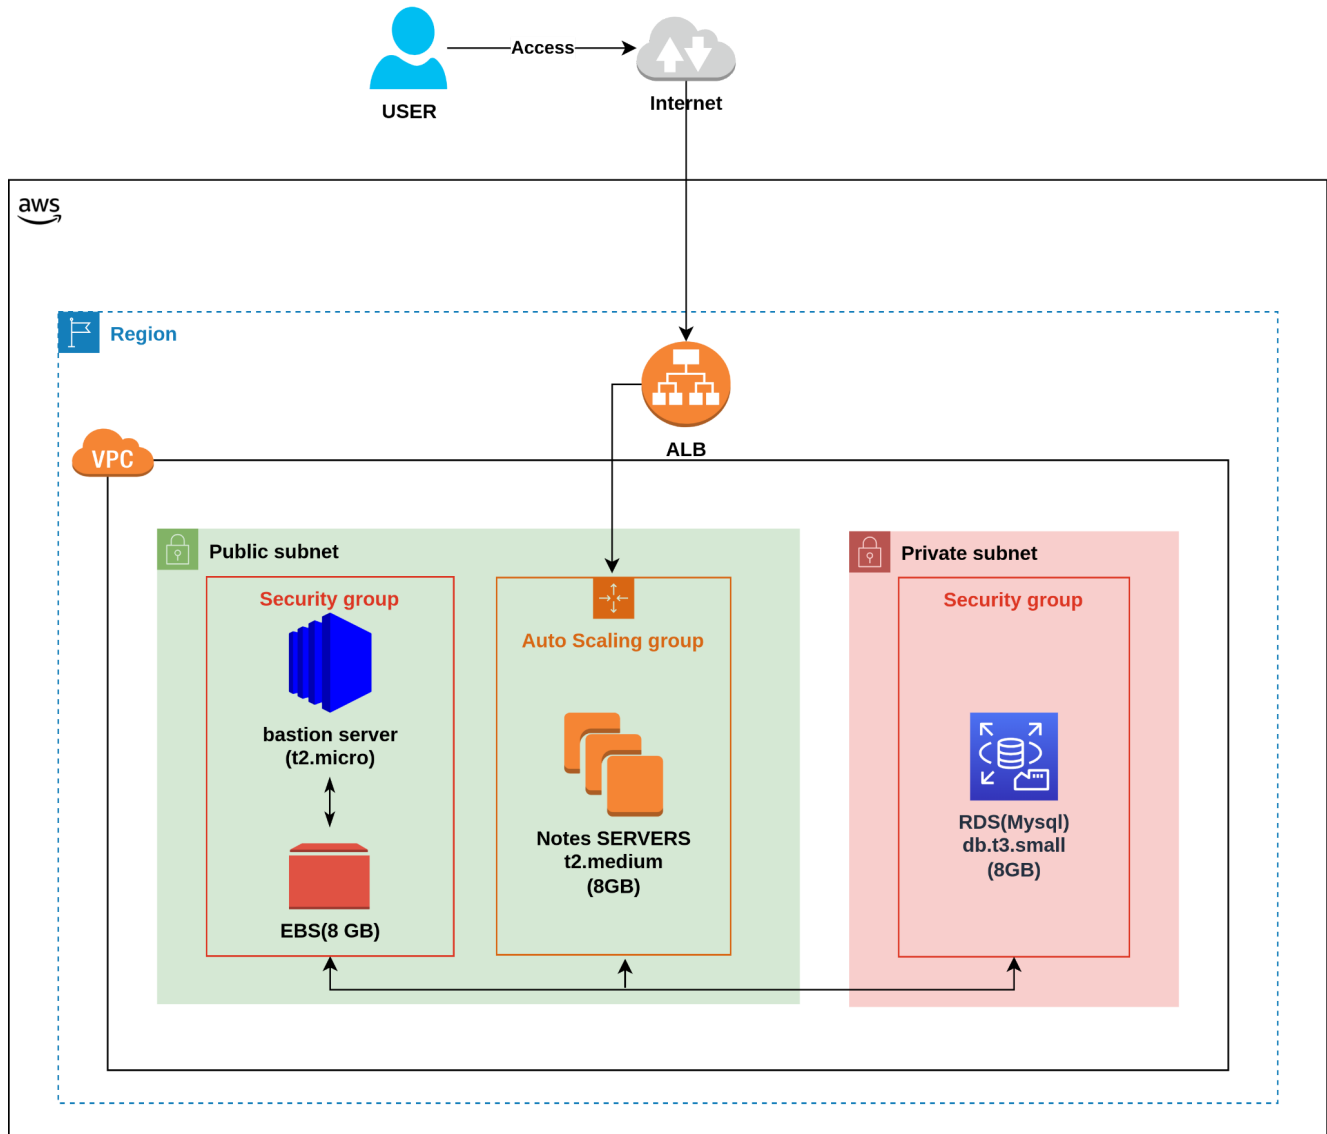 Access
USER
Internet
aws
Region
ALB
VPC
Public subnet
Private subnet
Security group
bastion server
(t2.micro)
EBS(8 GB)
Auto Scaling group
Notes SERVERS
t2.medium
(8GB)
Security group
RDS(Mysql)
db.t3.small
(8GB)